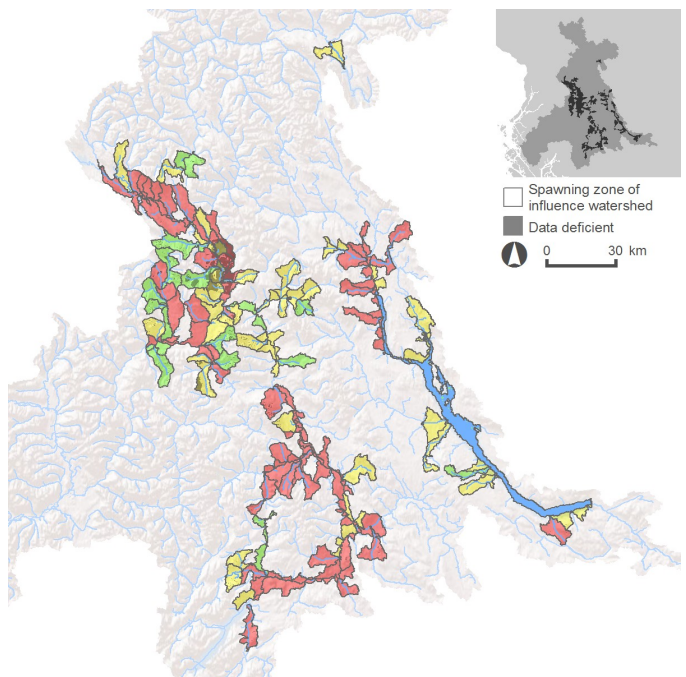 Spawning zone of
influence watershed
Data deficient
0 30 km